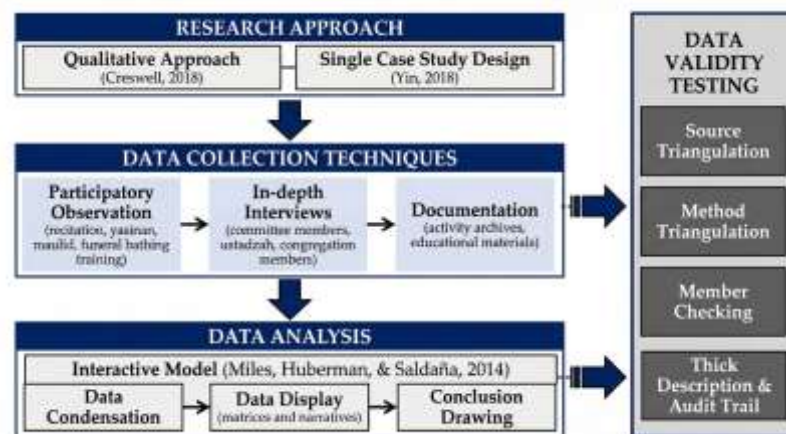 RESEARCH APPROACH
Qualitative Approach
(Creswell, 2018)
Single Case Study Design
(Yin, 2018)
DATA COLLECTION TECHNIQUES
Participatory
Observation
(recitation, yasinan,
maulid, funeral bathing
training)
In-depth
Interviews
(committee members,
ustadzah, congregation
members)
Documentation
(activity archives,
educational materials)
DATA ANALYSIS
Interactive Model (Miles, Huberman, & Saldaña, 2014)
Data
Condensation
Data Display
(matrices and narratives)
Conclusion
Drawing
DATA
VALIDITY
TESTING
Source
Triangulation
Method
Triangulation
Member
Checking
Thick
Description &
Audit Trail